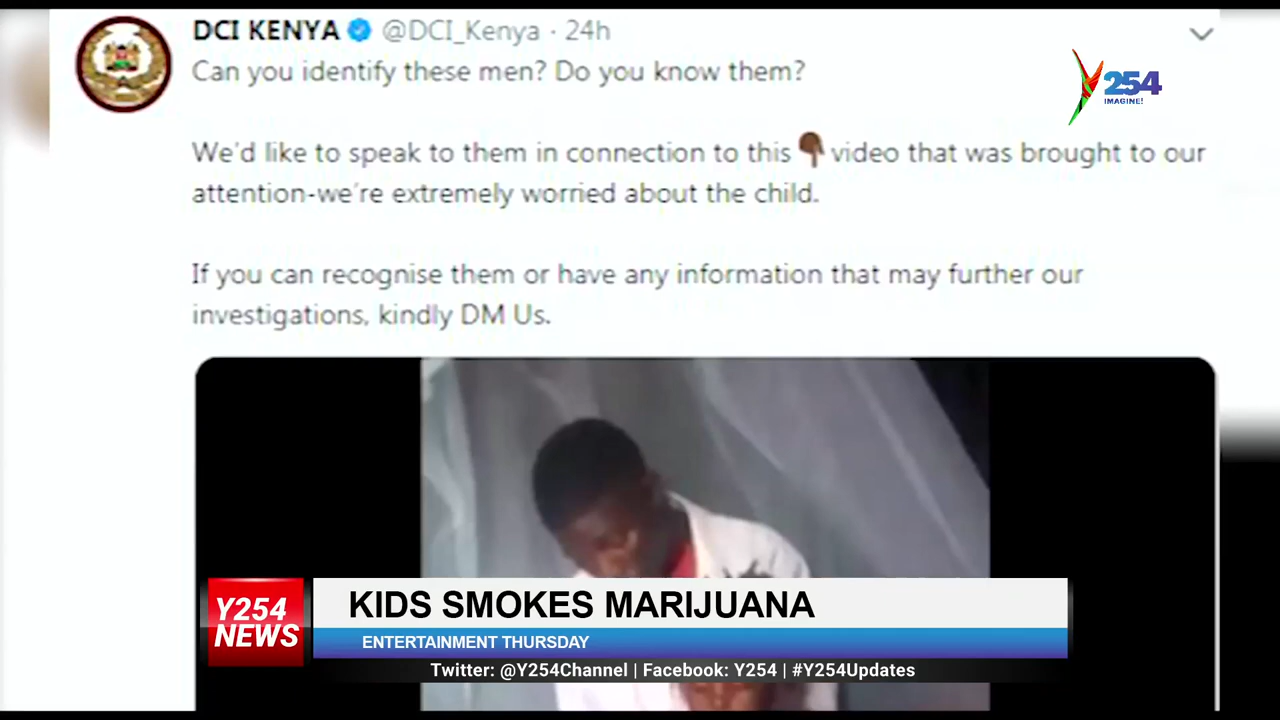 DCI KENYA @DCI_Kenya · 24h
Can you identify these men? Do you know them?
Y254
IMAGINE!
We'd like to speak to them in connection to this 👇🏿 video that was brought to our
attention-we're extremely worried about the child.
If you can recognise them or have any information that may further our
investigations, kindly DM Us.
Y254
NEWS
KIDS SMOKES MARIJUANA
ENTERTAINMENT THURSDAY
Twitter: @Y254Channel | Facebook: Y254 | #Y254Updates